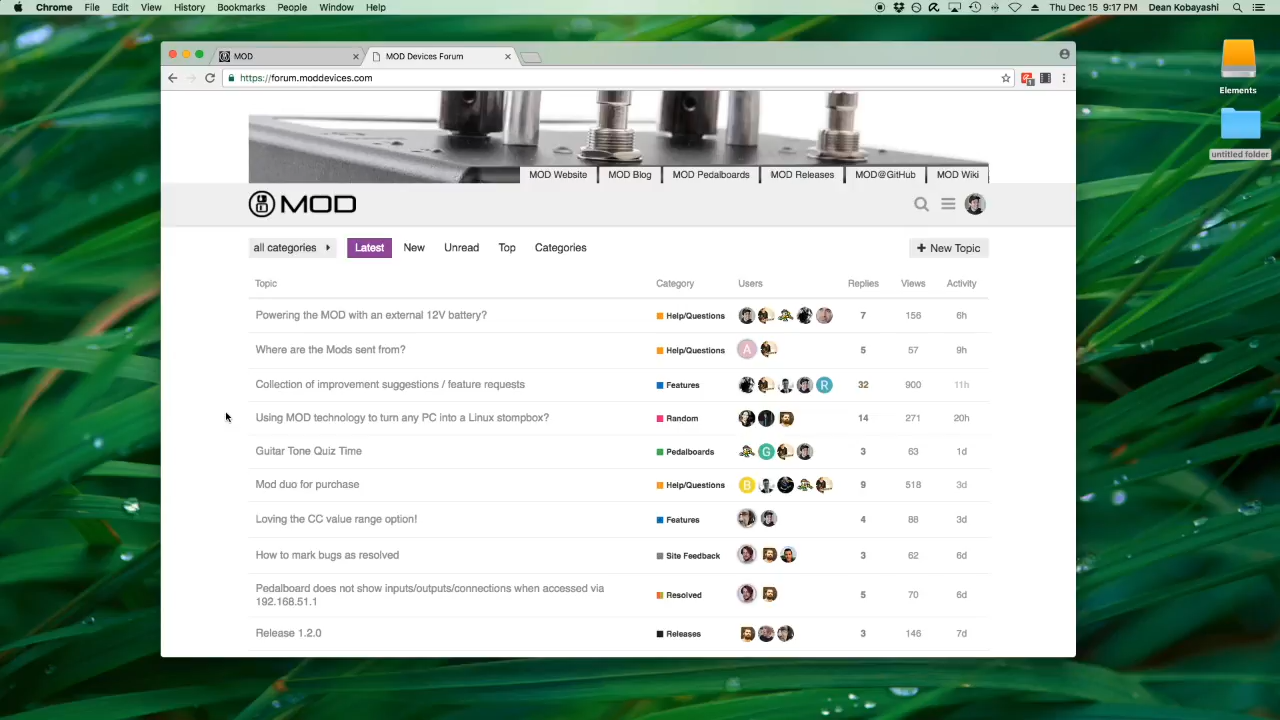 Chrome File Edit View History Bookmarks People Window Help Thu Dec 15 9:17 PM Dean Kobayashi
MOD MOD Devices Forum
https://forum.moddevices.com
Elements
untitled folder
MOD Website MOD Blog MOD Pedalboards MOD Releases MOD@GitHub MOD Wiki
MOD
all categories Latest New Unread Top Categories + New Topic
Topic Category Users Replies Views Activity
Powering the MOD with an external 12V battery? Help/Questions 7 156 6h
Where are the Mods sent from? Help/Questions A 5 57 9h
Collection of improvement suggestions / feature requests Features R 32 900 11h
Using MOD technology to turn any PC into a Linux stompbox? Random 14 271 20h
Guitar Tone Quiz Time Pedalboards G 3 63 1d
Mod duo for purchase Help/Questions B 9 518 3d
Loving the CC value range option! Features 4 88 3d
How to mark bugs as resolved Site Feedback 3 62 6d
Pedalboard does not show inputs/outputs/connections when accessed via
192.168.51.1 Resolved 5 70 6d
Release 1.2.0 Releases 3 146 7d